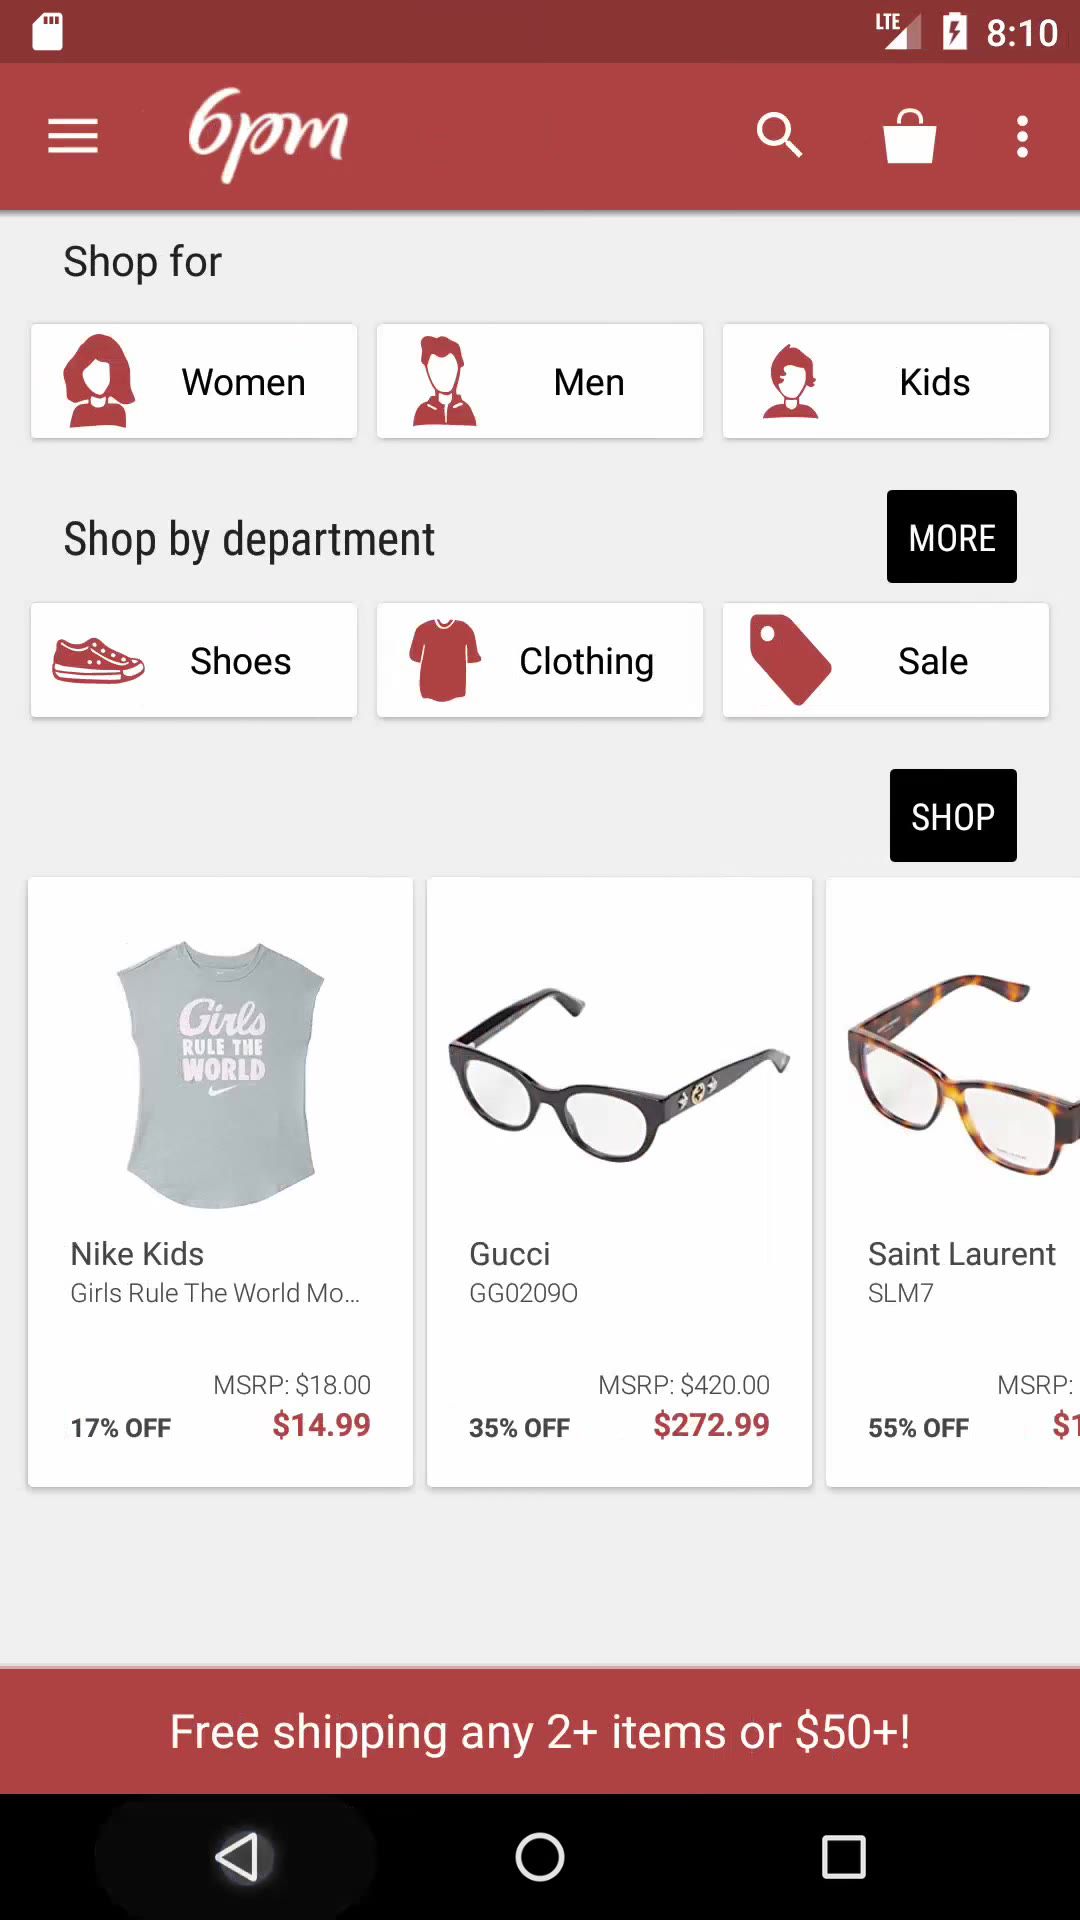 LTE 8:10
6pm
Shop for
Women Men Kids
Shop by department MORE
Shoes Clothing Sale
SHOP
Girls
RULE THE
WORLD
Nike Kids
Girls Rule The World Mo...
MSRP: $18.00
17% OFF $14.99
Gucci
GG0209O
MSRP: $420.00
35% OFF $272.99
Saint Laurent
SLM7
MSRP:
55% OFF $1
Free shipping any 2+ items or $50+!